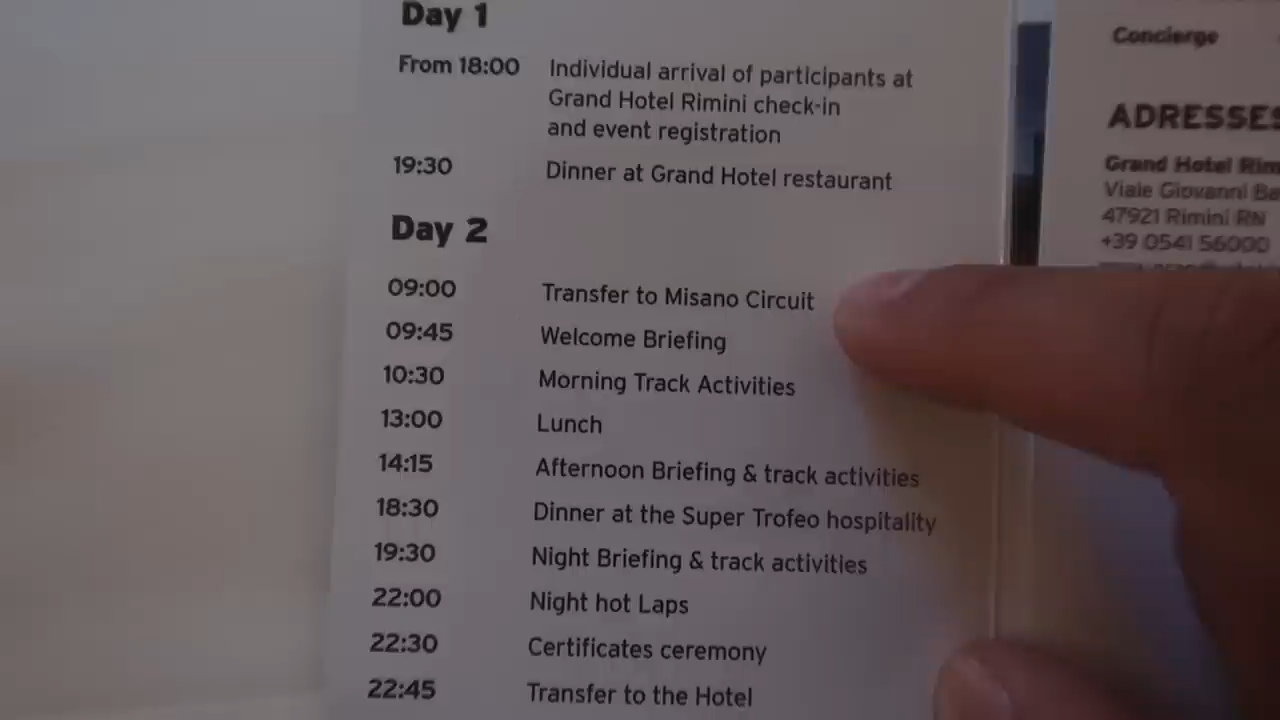 Day 1
From 18:00 Individual arrival of participants at
Grand Hotel Rimini check-in
and event registration
19:30 Dinner at Grand Hotel restaurant
Day 2
09:00 Transfer to Misano Circuit
09:45 Welcome Briefing
10:30 Morning Track Activities
13:00 Lunch
14:15 Afternoon Briefing & track activities
18:30 Dinner at the Super Trofeo hospitality
19:30 Night Briefing & track activities
22:00 Night hot Laps
22:30 Certificates ceremony
22:45 Transfer to the Hotel
Concierge
ADRESSES
Grand Hotel
Viale Giovanni
47921 Rimini RN
+39 0541 56000